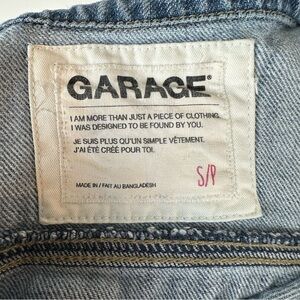 GARAGE®
I AM MORE THAN JUST A PIECE OF CLOTHING.
I WAS DESIGNED TO BE FOUND BY YOU.
JE SUIS PLUS QU'UN SIMPLE VÊTEMENT.
J'AI ÉTÉ CRÉÉ POUR TOI.
S/P
MADE IN / FAIT AU BANGLADESH